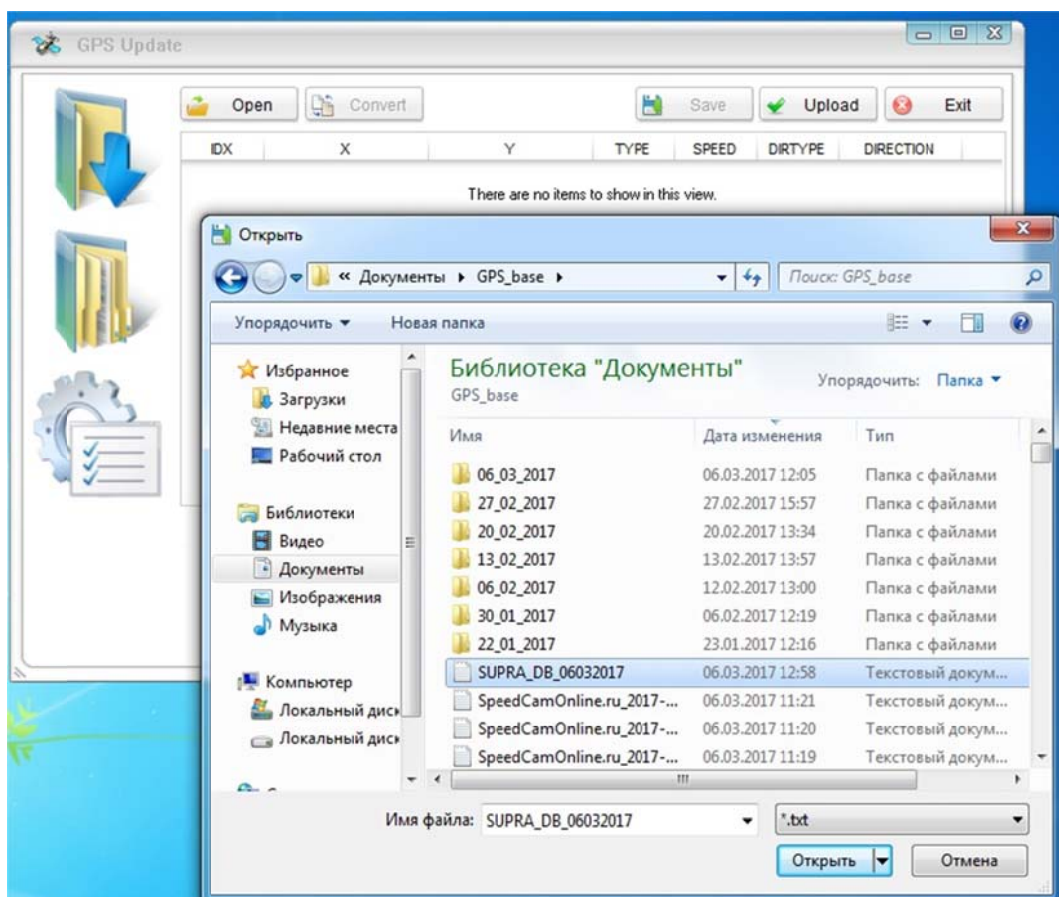 GPS Update
Open Convert Save Upload Exit
IDX X Y TYPE SPEED DIRTYPE DIRECTION
There are no items to show in this view.
Открыть
« Документы GPS_base
Поиск: GPS_base
Упорядочить Новая папка
Избранное
Загрузки
Недавние места
Рабочий стол
Библиотеки
Видео
Документы
Изображения
Музыка
Компьютер
Локальный диск
Локальный диск
Библиотека "Документы"
GPS_base
Упорядочить: Папка
Имя Дата изменения Тип
06_03_2017 06.03.2017 12:05 Папка с файлами
27_02_2017 27.02.2017 15:57 Папка с файлами
20_02_2017 20.02.2017 13:34 Папка с файлами
13_02_2017 13.02.2017 13:57 Папка с файлами
06_02_2017 12.02.2017 13:00 Папка с файлами
30_01_2017 06.02.2017 12:19 Папка с файлами
22_01_2017 23.01.2017 12:16 Папка с файлами
SUPRA_DB_06032017 06.03.2017 12:58 Текстовый докум...
SpeedCamOnline.ru_2017-... 06.03.2017 11:21 Текстовый докум...
SpeedCamOnline.ru_2017-... 06.03.2017 11:20 Текстовый докум...
SpeedCamOnline.ru_2017-... 06.03.2017 11:19 Текстовый докум...
Имя файла: SUPRA_DB_06032017 *.txt
Открыть Отмена